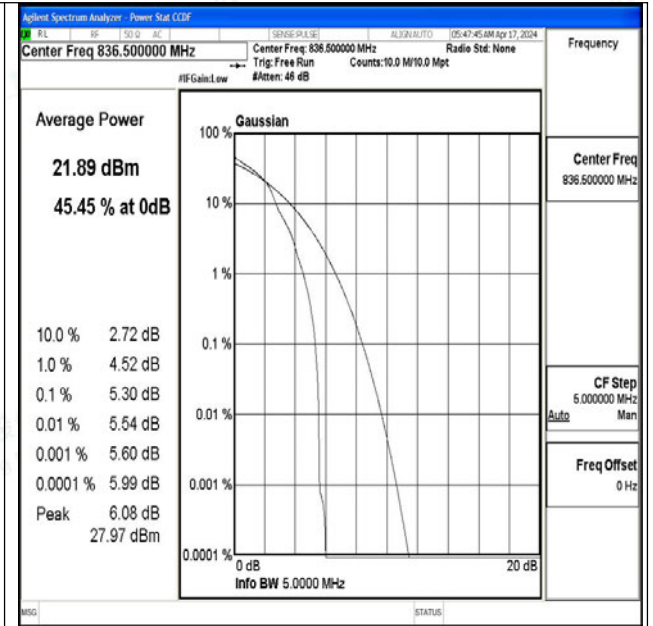 Agilent Spectrum Analyzer - Power Stat CCDF
RL RF 50 Ω AC SENSE:PULSE ALIGN AUTO 05:47:45 AM Apr 17, 2024
Center Freq 836.500000 MHz
Center Freq: 836.500000 MHz Radio Std: None
Trig: Free Run Counts:10.0 M/10.0 Mpt
#IFGain:Low #Atten: 46 dB
Frequency
Average Power
21.89 dBm
45.45 % at 0dB
10.0 % 2.72 dB
1.0 % 4.52 dB
0.1 % 5.30 dB
0.01 % 5.54 dB
0.001 % 5.60 dB
0.0001 % 5.99 dB
Peak 6.08 dB
27.97 dBm
Gaussian
100 %
10 %
1 %
0.1 %
0.01 %
0.001 %
0.0001 %
0 dB 20 dB
Info BW 5.0000 MHz
Center Freq
836.500000 MHz
CF Step
5.000000 MHz
Auto Man
Freq Offset
0 Hz
MSG STATUS